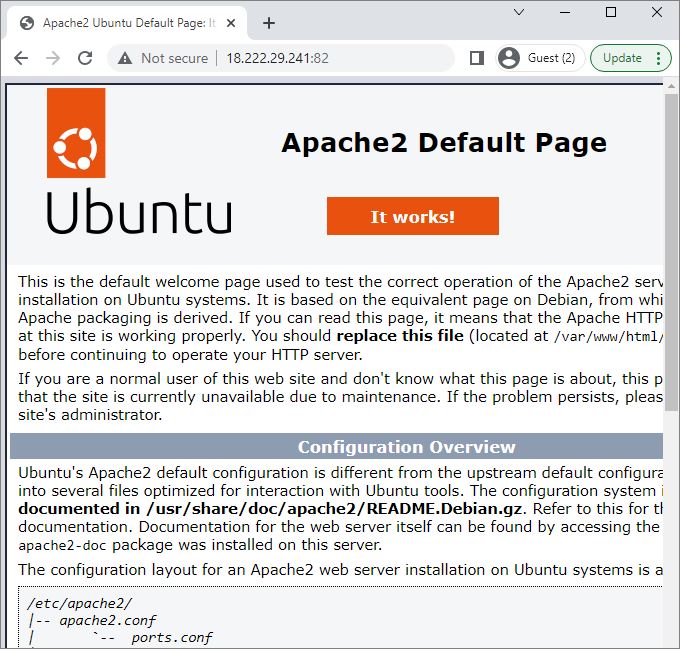 Apache2 Ubuntu Default Page: It
Not secure
18.222.29.241:82
Guest (2)
Update
Ubuntu
Apache2 Default Page
It works!
This is the default welcome page used to test the correct operation of the Apache2 serv
installation on Ubuntu systems. It is based on the equivalent page on Debian, from whi
Apache packaging is derived. If you can read this page, it means that the Apache HTTP
at this site is working properly. You should replace this file (located at /var/www/html/
before continuing to operate your HTTP server.
If you are a normal user of this web site and don't know what this page is about, this p
that the site is currently unavailable due to maintenance. If the problem persists, pleas
site's administrator.
Configuration Overview
Ubuntu's Apache2 default configuration is different from the upstream default configura
into several files optimized for interaction with Ubuntu tools. The configuration system i
documented in /usr/share/doc/apache2/README.Debian.gz. Refer to this for th
documentation. Documentation for the web server itself can be found by accessing the
apache2-doc package was installed on this server.
The configuration layout for an Apache2 web server installation on Ubuntu systems is a
/etc/apache2/
|-- apache2.conf
|       `--  ports.conf